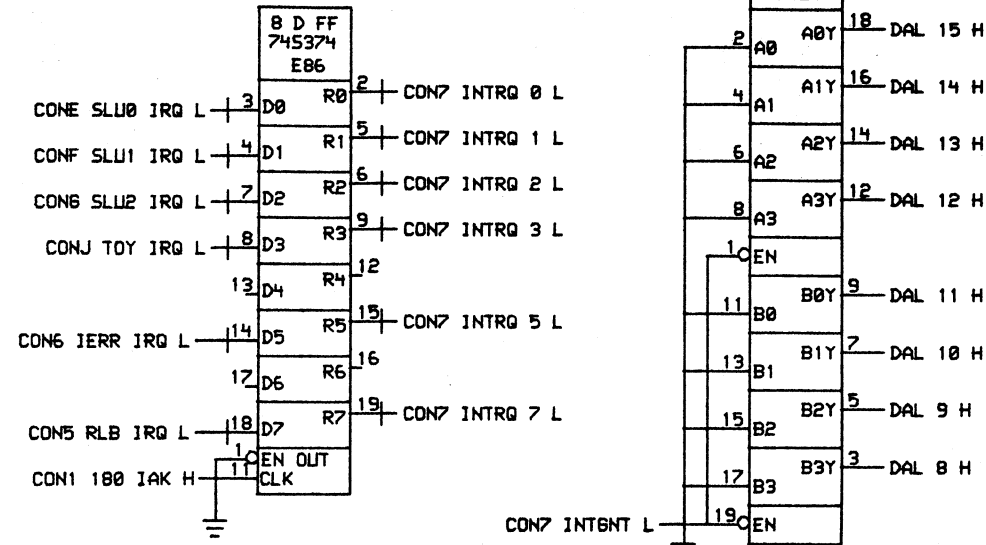 8 D FF
74S374
E86
CONE SLU0 IRQ L 3 D0 R0 2 CON7 INTRQ 0 L
CONF SLU1 IRQ L 4 D1 R1 5 CON7 INTRQ 1 L
CON6 SLU2 IRQ L 7 D2 R2 6 CON7 INTRQ 2 L
CONJ TOY IRQ L 8 D3 R3 9 CON7 INTRQ 3 L
13 D4 R4 12
CON6 IERR IRQ L 14 D5 R5 15 CON7 INTRQ 5 L
17 D6 R6 16
CON5 RLB IRQ L 18 D7 R7 19 CON7 INTRQ 7 L
1 EN OUT
CON1 180 IAK H 11 CLK
2 A0 A0Y 18 DAL 15 H
4 A1 A1Y 16 DAL 14 H
6 A2 A2Y 14 DAL 13 H
8 A3 A3Y 12 DAL 12 H
1 EN
11 B0 B0Y 9 DAL 11 H
13 B1 B1Y 7 DAL 10 H
15 B2 B2Y 5 DAL 9 H
17 B3 B3Y 3 DAL 8 H
CON7 INTGNT L 19 EN